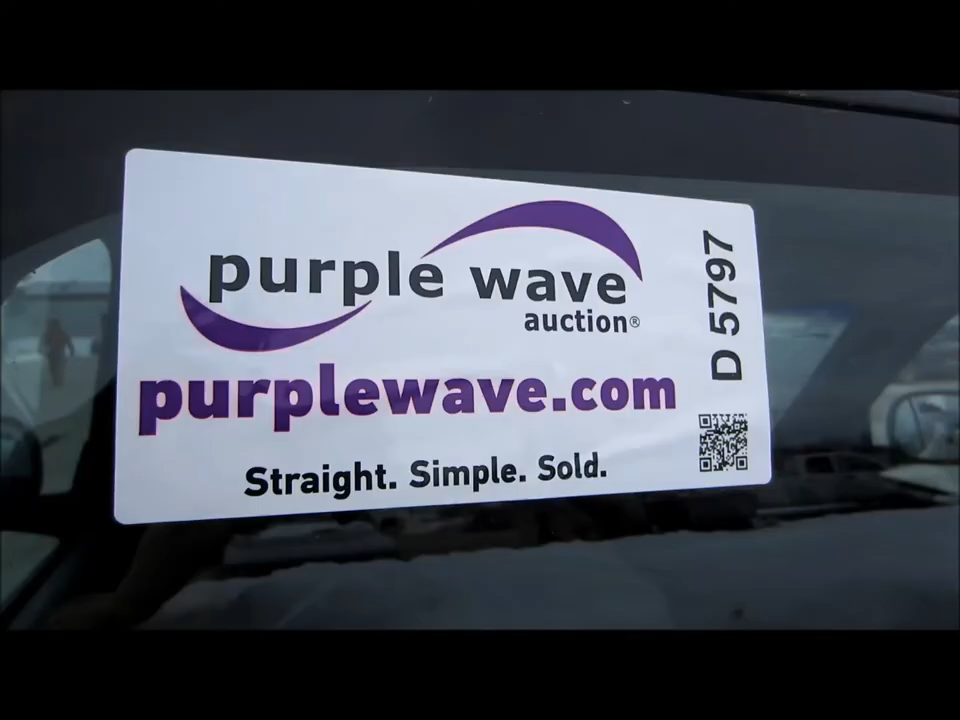 purple wave
auction®
purplewave.com
Straight. Simple. Sold.
D 5797